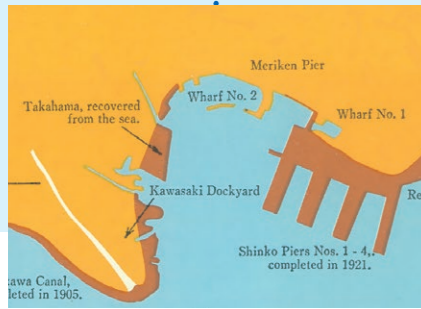 Meriken Pier
Takahama, recovered
from the sea.
Wharf No. 2
Wharf No. 1
Kawasaki Dockyard
Re
Shinko Piers Nos. 1 - 4,.
completed in 1921.
kawa Canal,
leted in 1905.